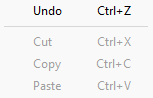 Undo Ctrl+Z
Cut Ctrl+X
Copy Ctrl+C
Paste Ctrl+V